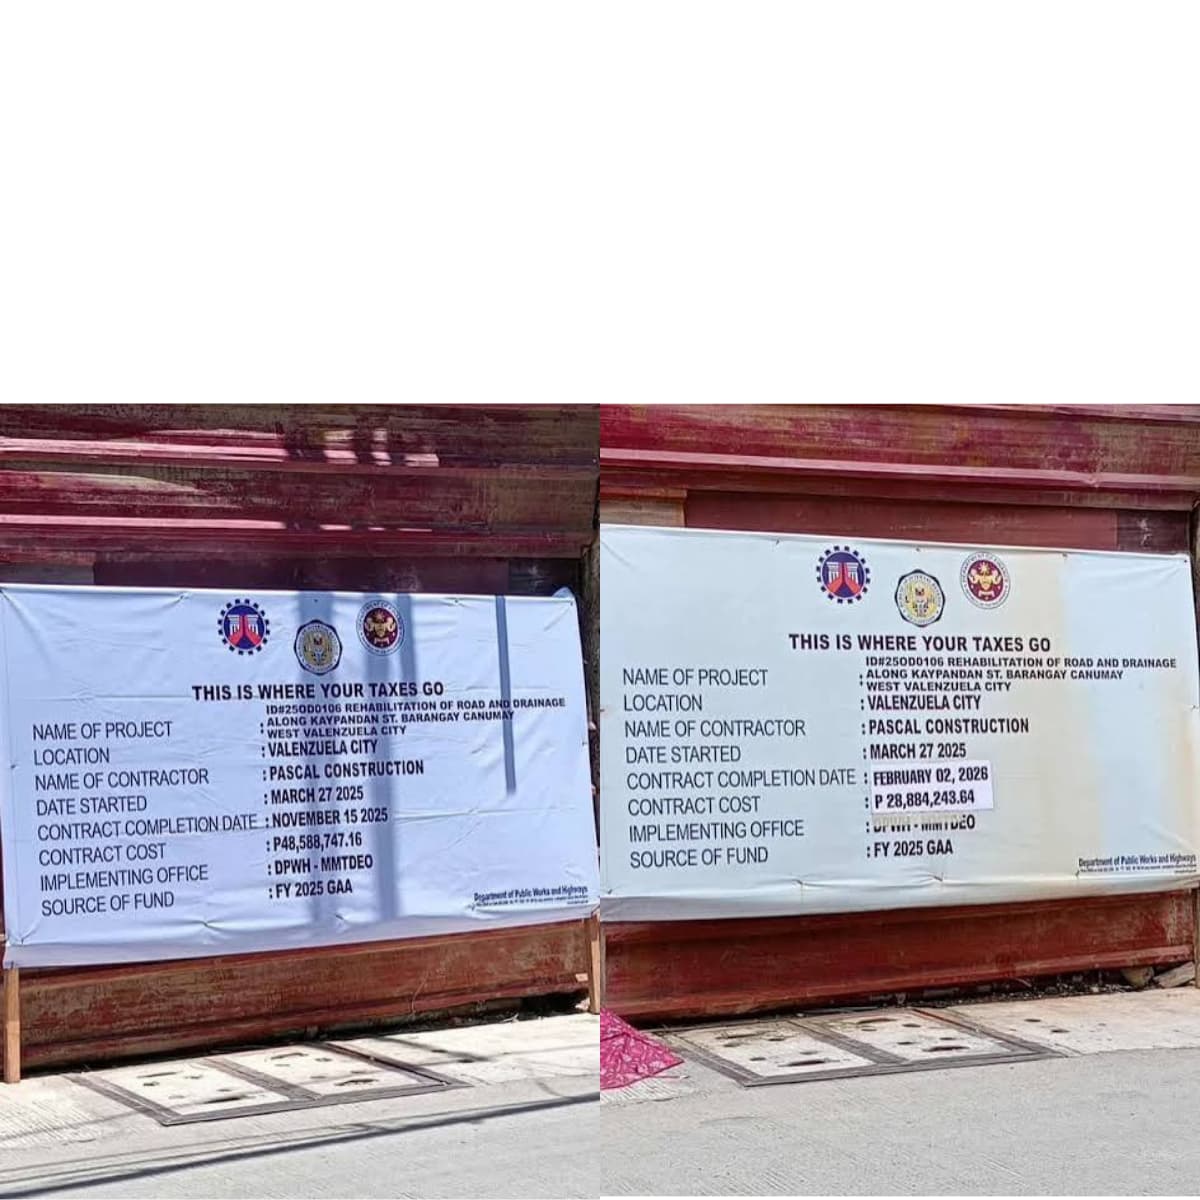 THIS IS WHERE YOUR TAXES GO
NAME OF PROJECT : ID#25OD0106 REHABILITATION OF ROAD AND DRAINAGE
ALONG KAYPANDAN ST. BARANGAY CANUMAY
WEST VALENZUELA CITY
LOCATION : VALENZUELA CITY
NAME OF CONTRACTOR : PASCAL CONSTRUCTION
DATE STARTED : MARCH 27 2025
CONTRACT COMPLETION DATE : NOVEMBER 15 2025
CONTRACT COST : P48,588,747.16
IMPLEMENTING OFFICE : DPWH - MMTDEO
SOURCE OF FUND : FY 2025 GAA
Department of Public Works and Highways
THIS IS WHERE YOUR TAXES GO
NAME OF PROJECT : ID#25OD0106 REHABILITATION OF ROAD AND DRAINAGE
ALONG KAYPANDAN ST. BARANGAY CANUMAY
WEST VALENZUELA CITY
LOCATION : VALENZUELA CITY
NAME OF CONTRACTOR : PASCAL CONSTRUCTION
DATE STARTED : MARCH 27 2025
CONTRACT COMPLETION DATE : FEBRUARY 02, 2026
CONTRACT COST : P 28,884,243.64
IMPLEMENTING OFFICE : DPWH - MMTDEO
SOURCE OF FUND : FY 2025 GAA
Department of Public Works and Highways